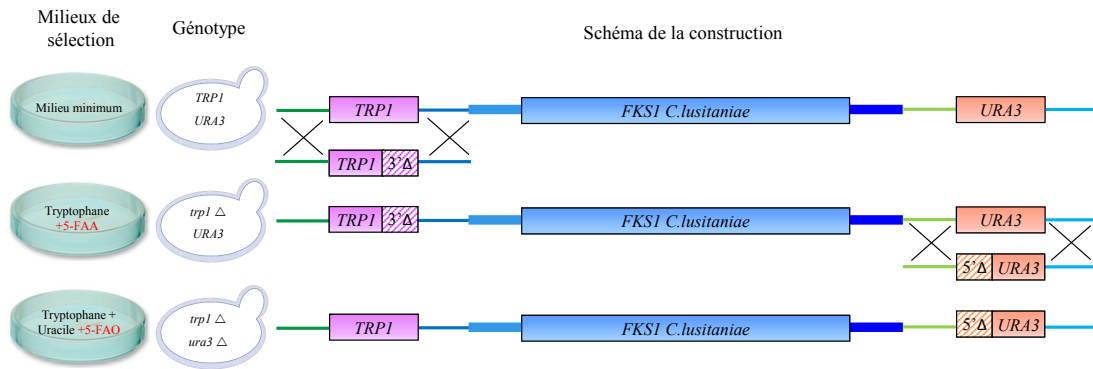 Milieux de
sélection
Génotype
Schéma de la construction
Milieu minimum
TRP1
URA3
TRP1
FKS1 C.lusitaniae
URA3
TRP1 3'Δ
Tryptophane
+5-FAA
trp1 △
URA3
TRP1 3'Δ
FKS1 C.lusitaniae
URA3
5'Δ URA3
Tryptophane +
Uracile +5-FAO
trp1 △
ura3 △
TRP1
FKS1 C.lusitaniae
5'Δ URA3